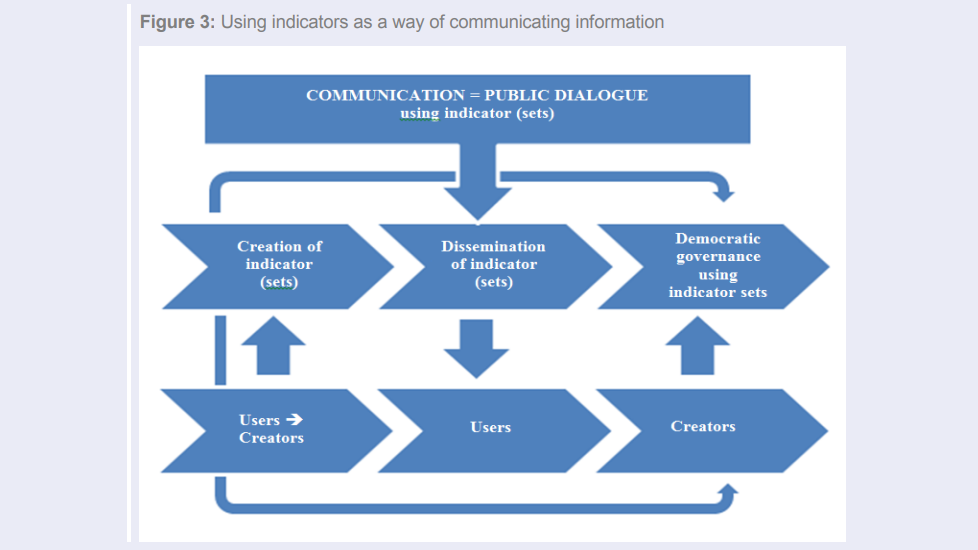 Figure 3: Using indicators as a way of communicating information
COMMUNICATION = PUBLIC DIALOGUE
using indicator (sets)
Creation of
indicator
(sets)
Dissemination
of indicator
(sets)
Democratic
governance
using
indicator sets
Users ➔
Creators
Users
Creators